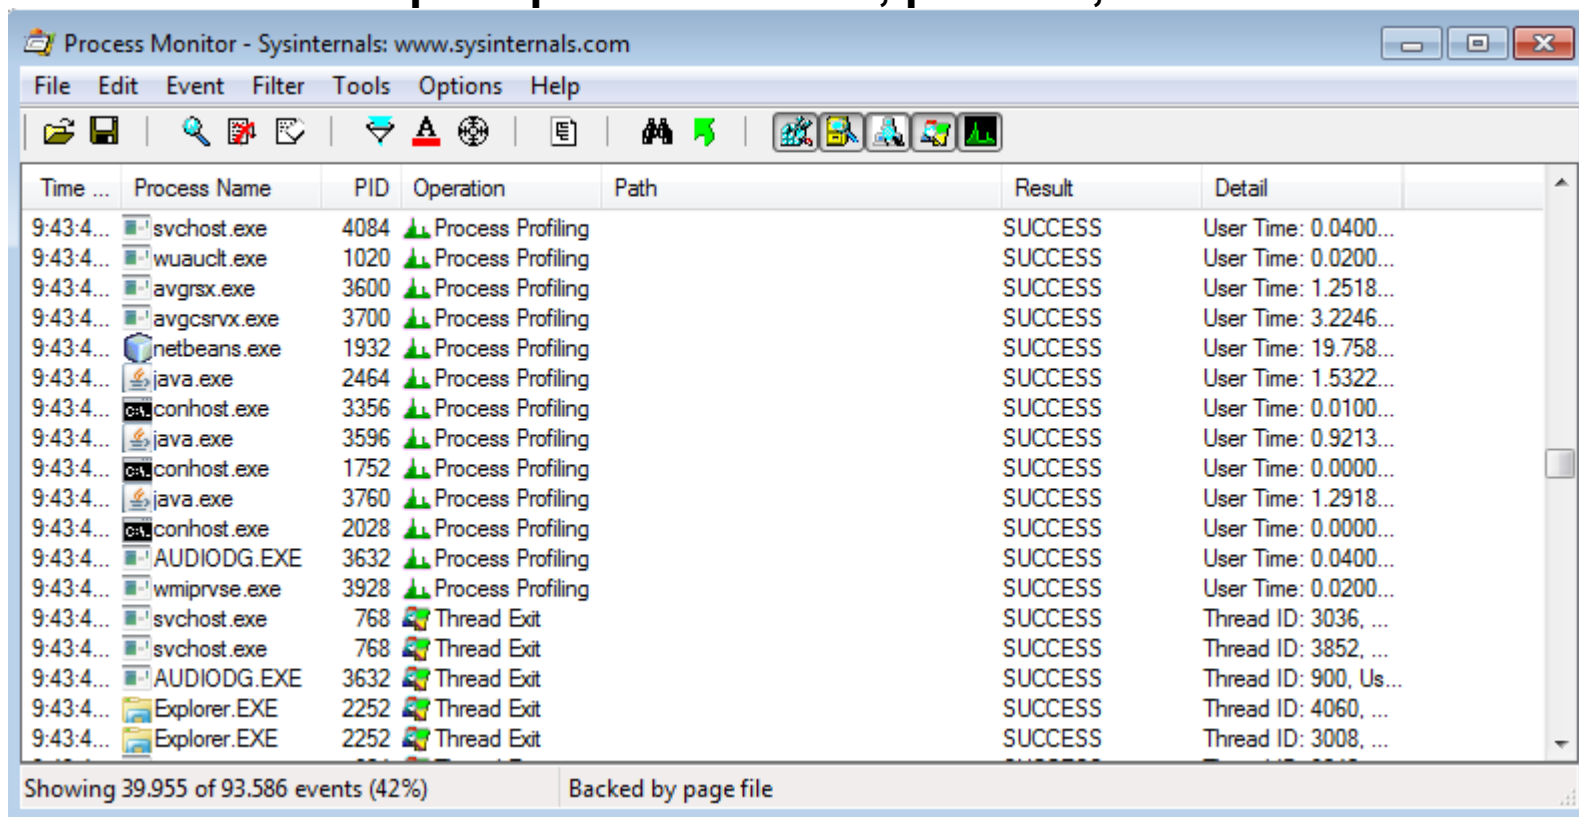 Process Monitor - Sysinternals: www.sysinternals.com
File Edit Event Filter Tools Options Help
Time ... Process Name PID Operation Path Result Detail
9:43:4... svchost.exe 4084 Process Profiling SUCCESS User Time: 0.0400...
9:43:4... wuauclt.exe 1020 Process Profiling SUCCESS User Time: 0.0200...
9:43:4... avgrsx.exe 3600 Process Profiling SUCCESS User Time: 1.2518...
9:43:4... avgcsrvx.exe 3700 Process Profiling SUCCESS User Time: 3.2246...
9:43:4... netbeans.exe 1932 Process Profiling SUCCESS User Time: 19.758...
9:43:4... java.exe 2464 Process Profiling SUCCESS User Time: 1.5322...
9:43:4... conhost.exe 3356 Process Profiling SUCCESS User Time: 0.0100...
9:43:4... java.exe 3596 Process Profiling SUCCESS User Time: 0.9213...
9:43:4... conhost.exe 1752 Process Profiling SUCCESS User Time: 0.0000...
9:43:4... java.exe 3760 Process Profiling SUCCESS User Time: 1.2918...
9:43:4... conhost.exe 2028 Process Profiling SUCCESS User Time: 0.0000...
9:43:4... AUDIODG.EXE 3632 Process Profiling SUCCESS User Time: 0.0400...
9:43:4... wmiprvse.exe 3928 Process Profiling SUCCESS User Time: 0.0200...
9:43:4... svchost.exe 768 Thread Exit SUCCESS Thread ID: 3036, ...
9:43:4... svchost.exe 768 Thread Exit SUCCESS Thread ID: 3852, ...
9:43:4... AUDIODG.EXE 3632 Thread Exit SUCCESS Thread ID: 900, Us...
9:43:4... Explorer.EXE 2252 Thread Exit SUCCESS Thread ID: 4060, ...
9:43:4... Explorer.EXE 2252 Thread Exit SUCCESS Thread ID: 3008, ...
Showing 39.955 of 93.586 events (42%) Backed by page file